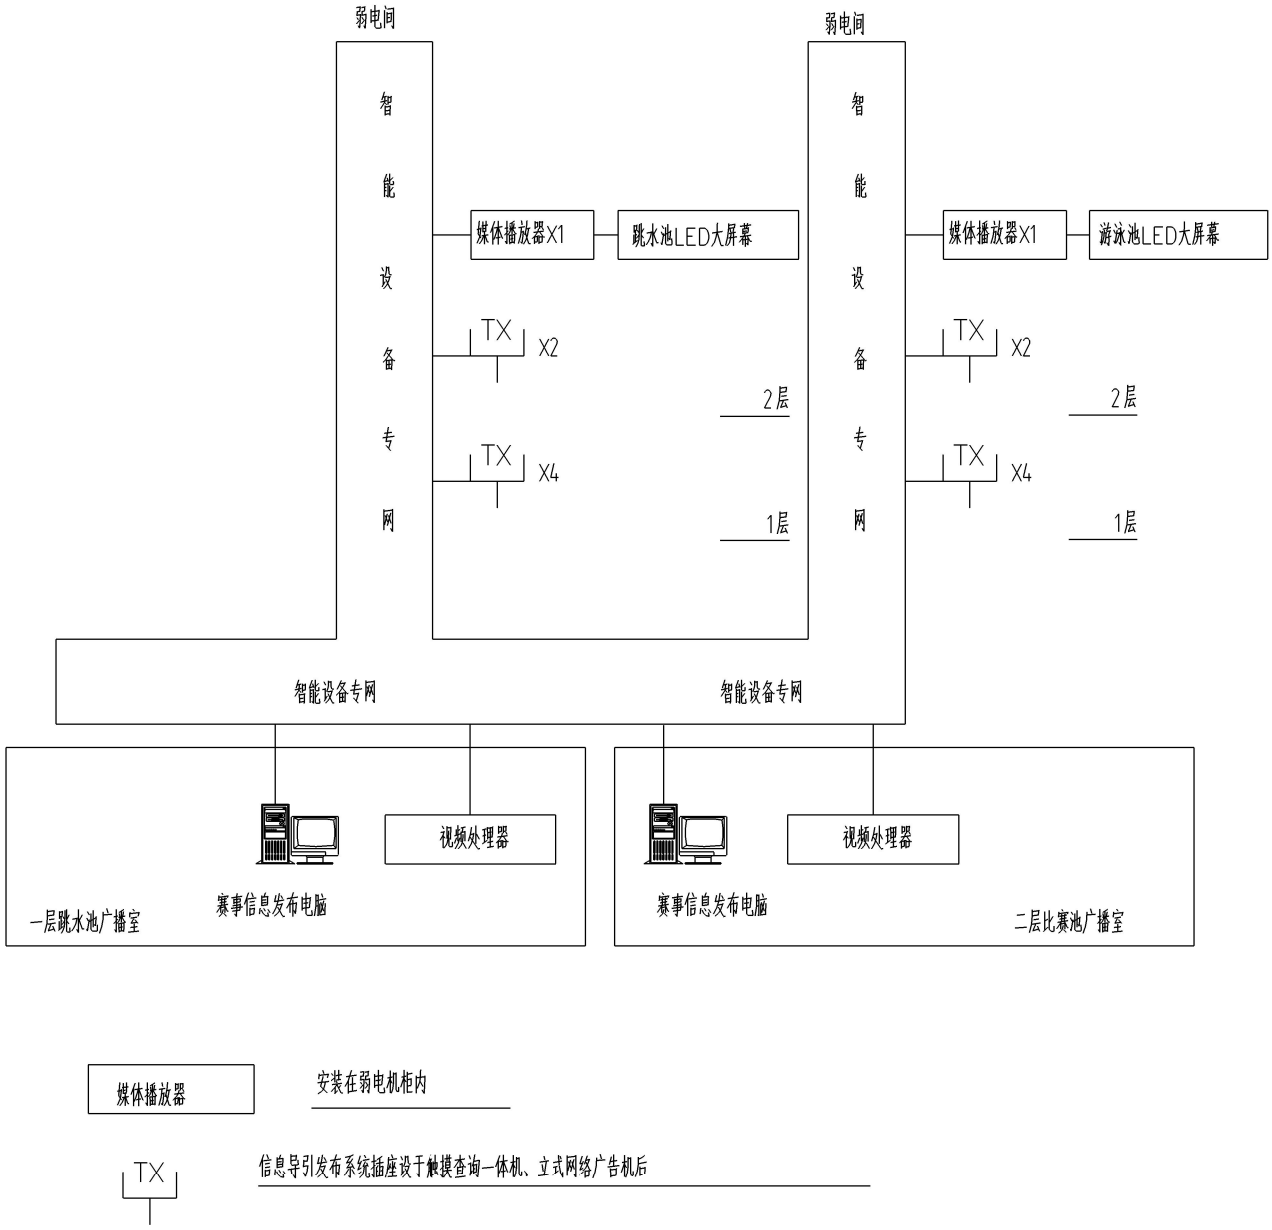 弱电间
弱电间
智能设备专网
智能设备专网
媒体播放器X1
跳水池LED大屏幕
媒体播放器X1
游泳池LED大屏幕
TX
X2
TX
X2
2层
2层
TX
X4
TX
X4
1层
1层
智能设备专网
智能设备专网
视频处理器
视频处理器
赛事信息发布电脑
赛事信息发布电脑
一层跳水池广播室
二层比赛池广播室
媒体播放器
安装在弱电机柜内
TX
信息导引发布系统插座设于触摸查询一体机、立式网络广告机后